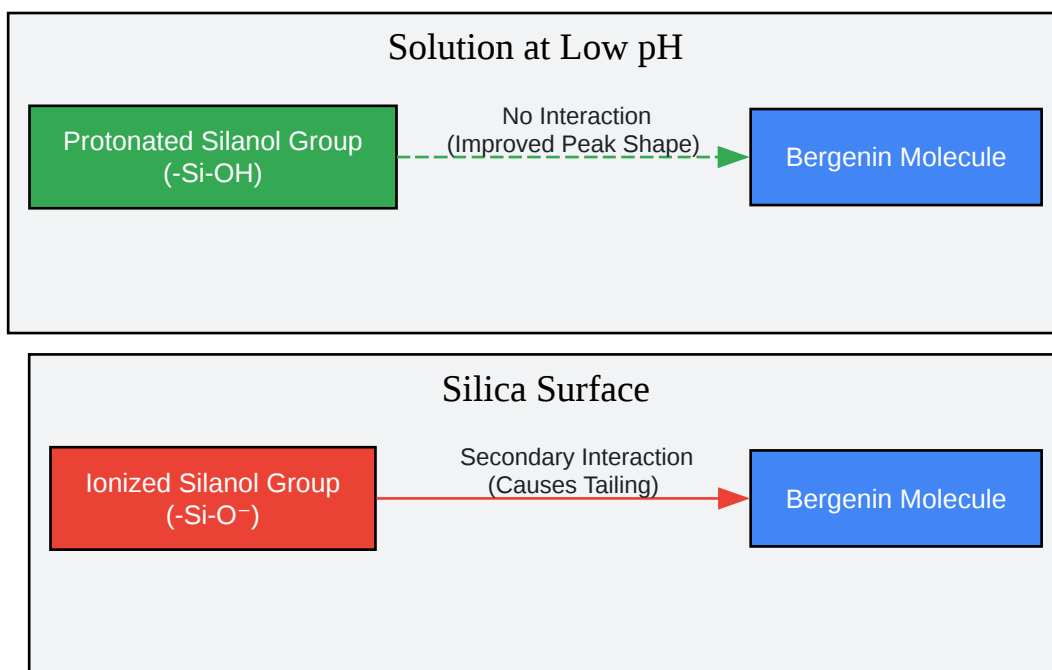 Solution at Low pH
Protonated Silanol Group
(-Si-OH)
No Interaction
(Improved Peak Shape)
Bergenin Molecule
Silica Surface
Ionized Silanol Group
(-Si-O⁻)
Secondary Interaction
(Causes Tailing)
Bergenin Molecule